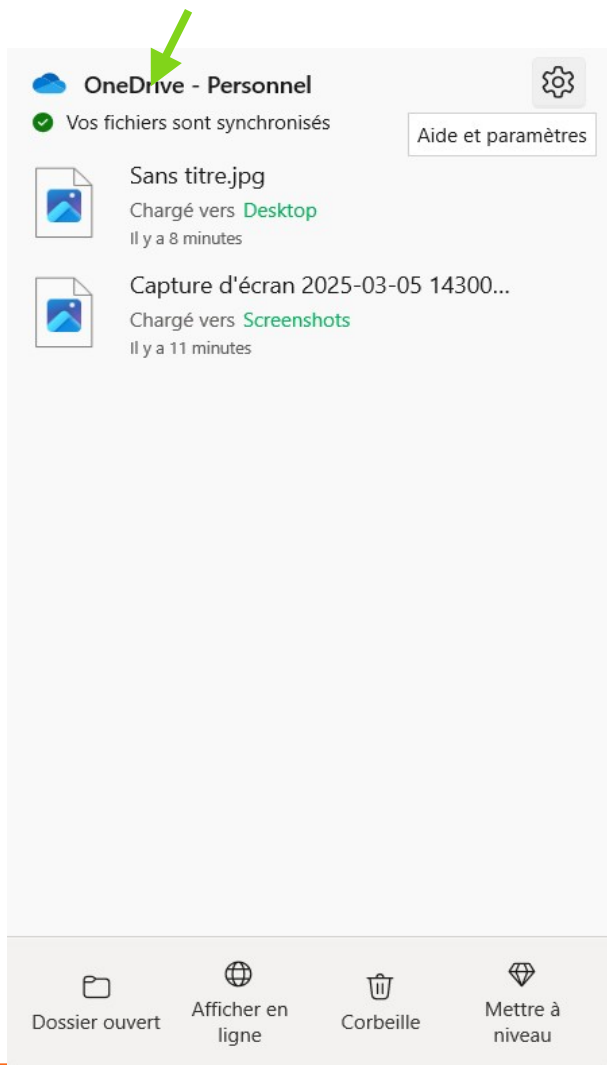 OneDrive - Personnel
Vos fichiers sont synchronisés
Aide et paramètres
Sans titre.jpg
Chargé vers Desktop
Il y a 8 minutes
Capture d'écran 2025-03-05 14300...
Chargé vers Screenshots
Il y a 11 minutes
Dossier ouvert
Afficher en
ligne
Corbeille
Mettre à
niveau